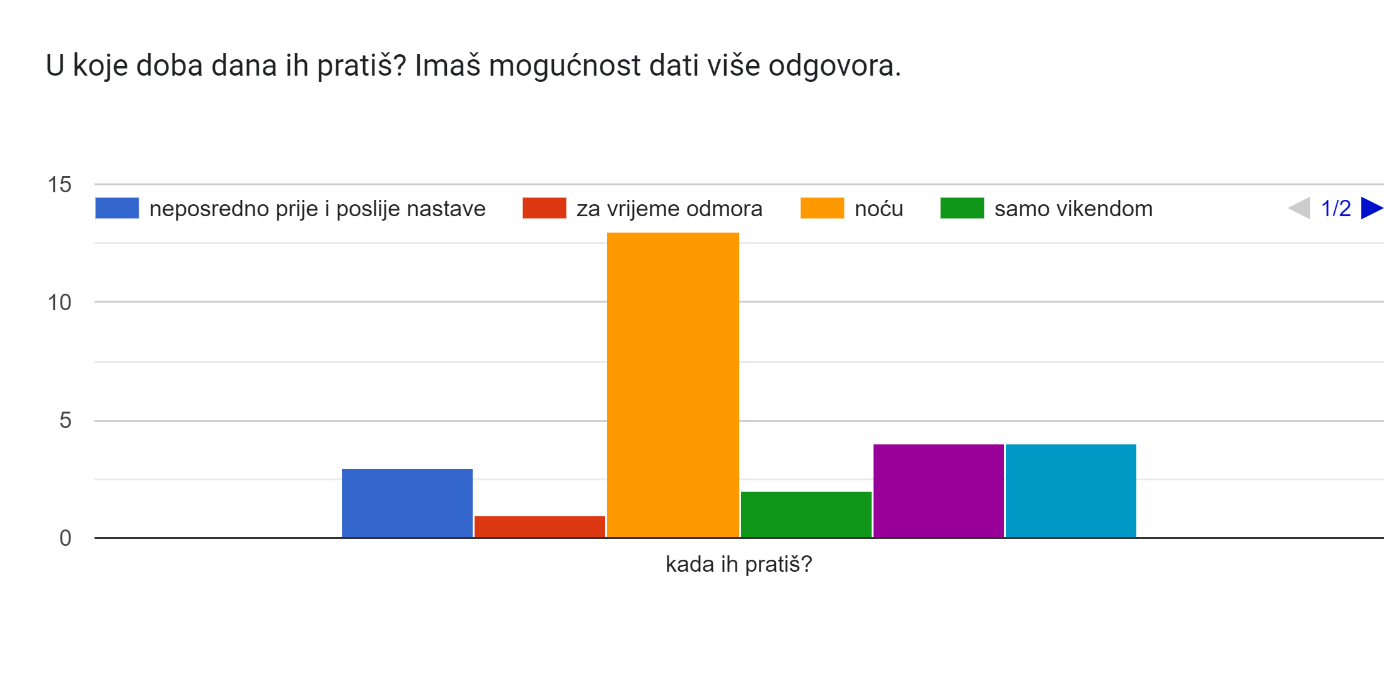 U koje doba dana ih pratiš? Imaš mogućnost dati više odgovora.
15
neposredno prije i poslije nastave za vrijeme odmora noću samo vikendom 1/2
10
5
0
kada ih pratiš?